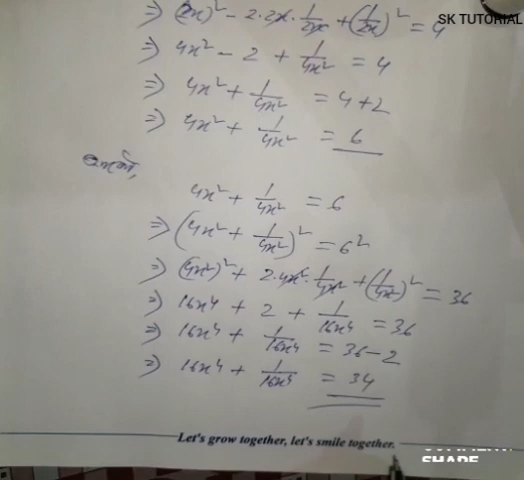 SK TUTORIAL
⇒ (2x)² - 2·2x·1/2x + (1/2x)² = 4
⇒ 4x² - 2 + 1/4x² = 4
⇒ 4x² + 1/4x² = 4+2
⇒ 4x² + 1/4x² = 6
4x² + 1/4x² = 6
⇒ (4x² + 1/4x²)² = 6²
⇒ (4x²)² + 2·4x²·1/4x² + (1/4x²)² = 36
⇒ 16x⁴ + 2 + 1/16x⁴ = 36
⇒ 16x⁴ + 1/16x⁴ = 36-2
⇒ 16x⁴ + 1/16x⁴ = 34
Let's grow together, let's smile together.
SHARE